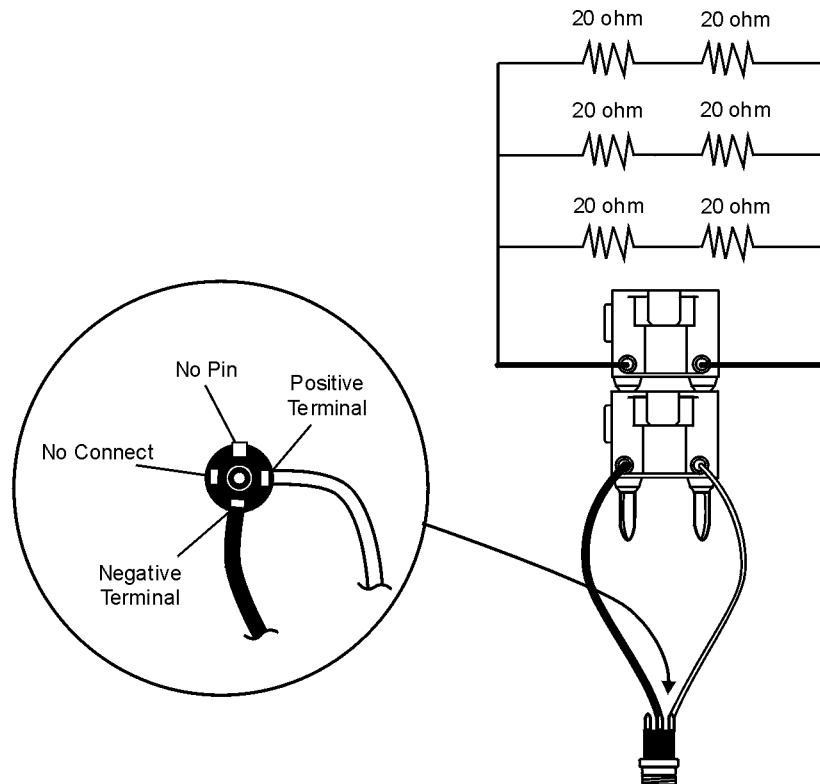 20 ohm 20 ohm
20 ohm 20 ohm
20 ohm 20 ohm
No Pin
Positive
Terminal
No Connect
Negative
Terminal